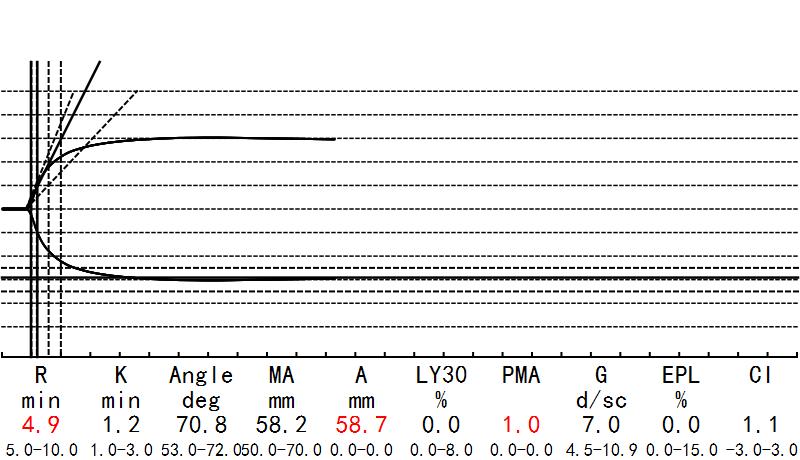 R K Angle MA A LY30 PMA G EPL CI
min min deg mm mm % d/sc %
4.9 1.2 70.8 58.2 58.7 0.0 1.0 7.0 0.0 1.1
5.0-10.0 1.0-3.0 53.0-72.0 50.0-70.0 0.0-0.0 0.0-8.0 0.0-0.0 4.5-10.9 0.0-15.0 -3.0-3.0